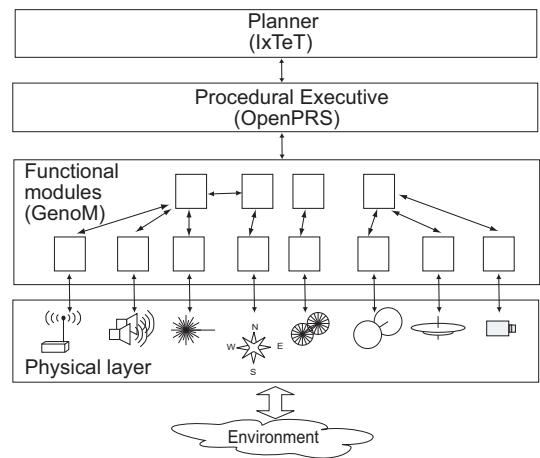 Planner
(IxTeT)
Procedural Executive
(OpenPRS)
Functional
modules
(GenoM)
N
W E
S
Physical layer
Environment